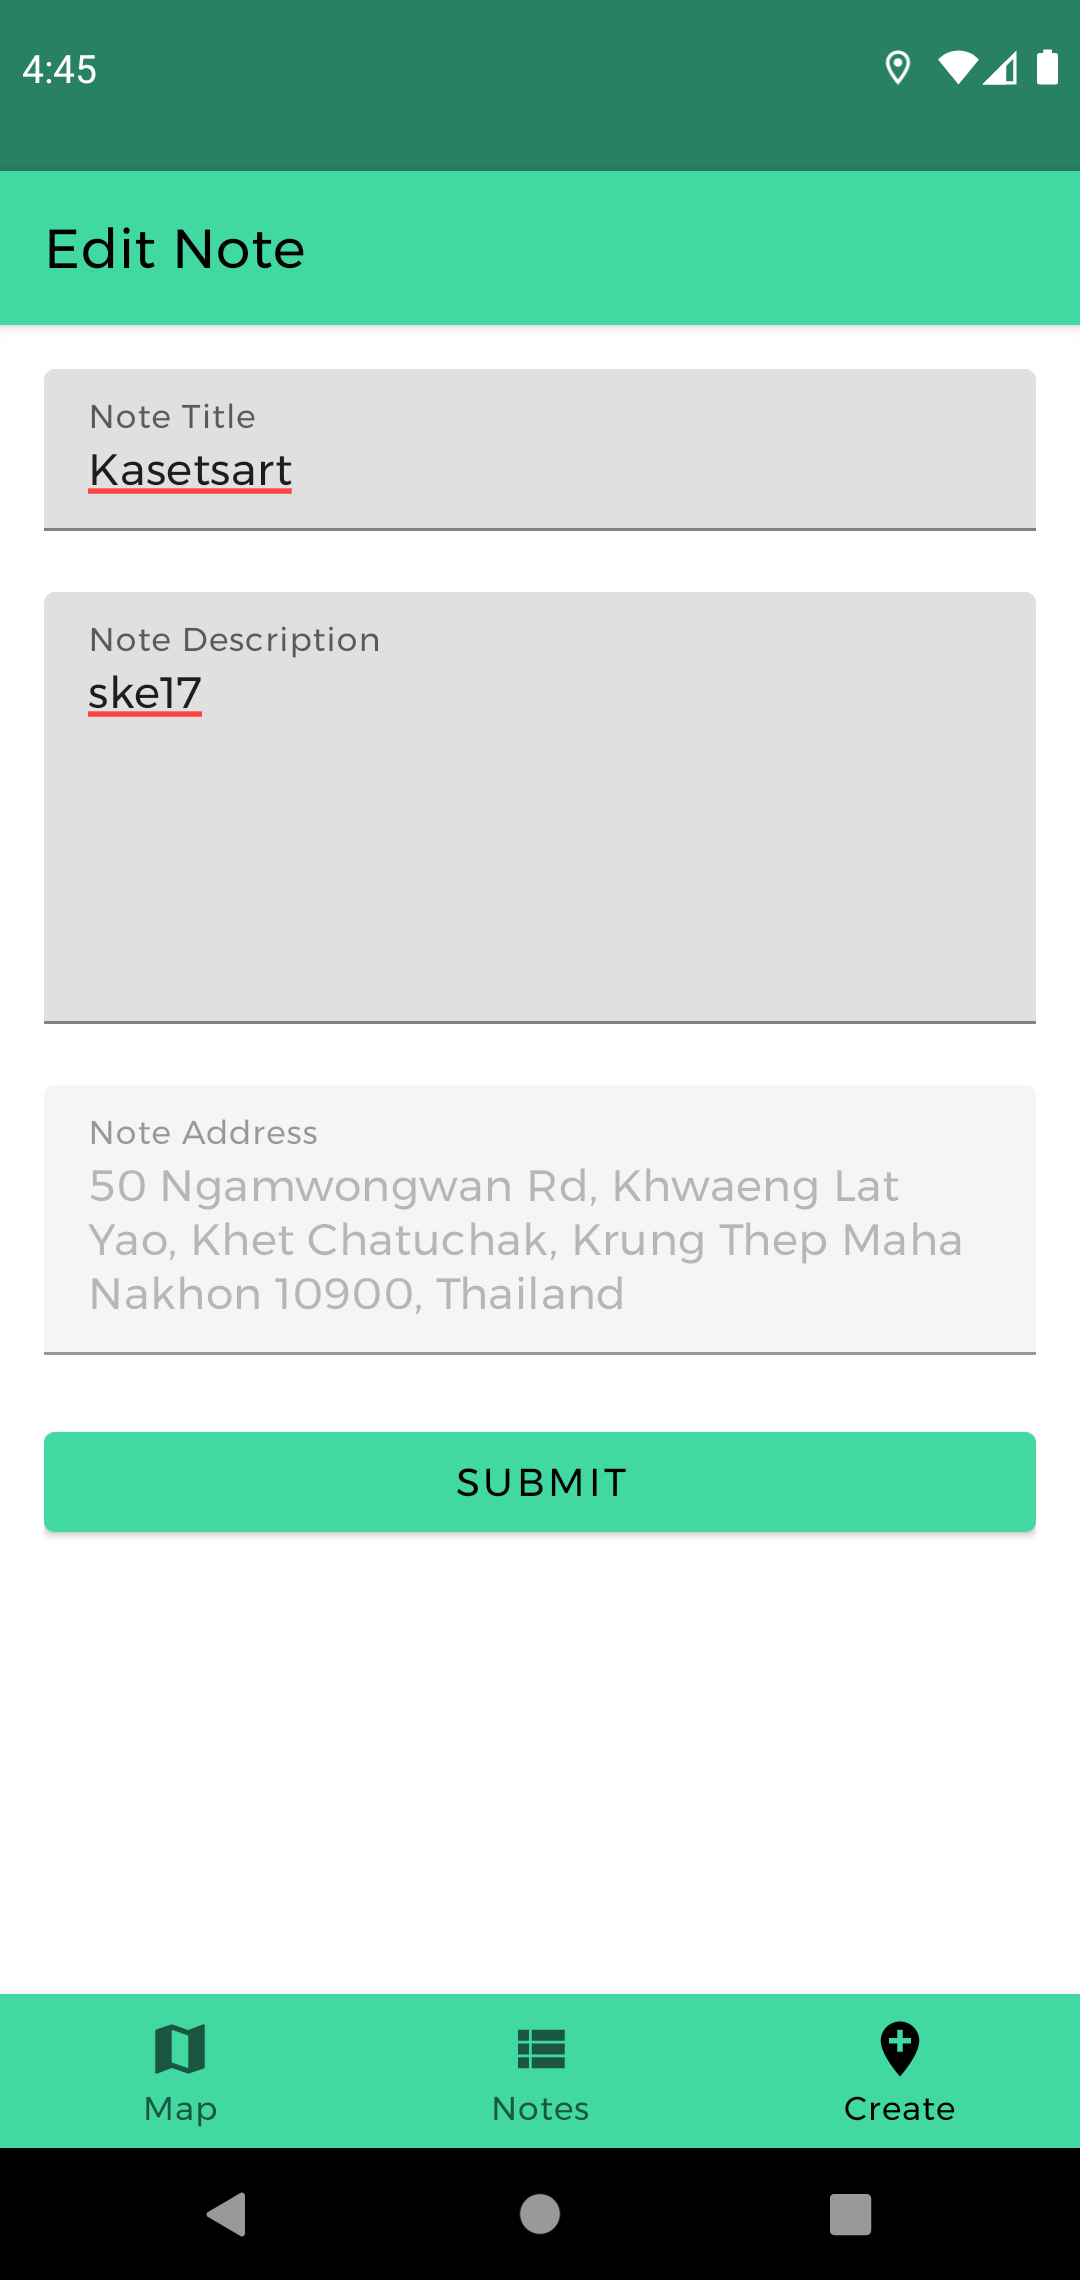 4:45
Edit Note
Note Title
Kasetsart
Note Description
ske17
Note Address
50 Ngamwongwan Rd, Khwaeng Lat
Yao, Khet Chatuchak, Krung Thep Maha
Nakhon 10900, Thailand
SUBMIT
Map
Notes
Create